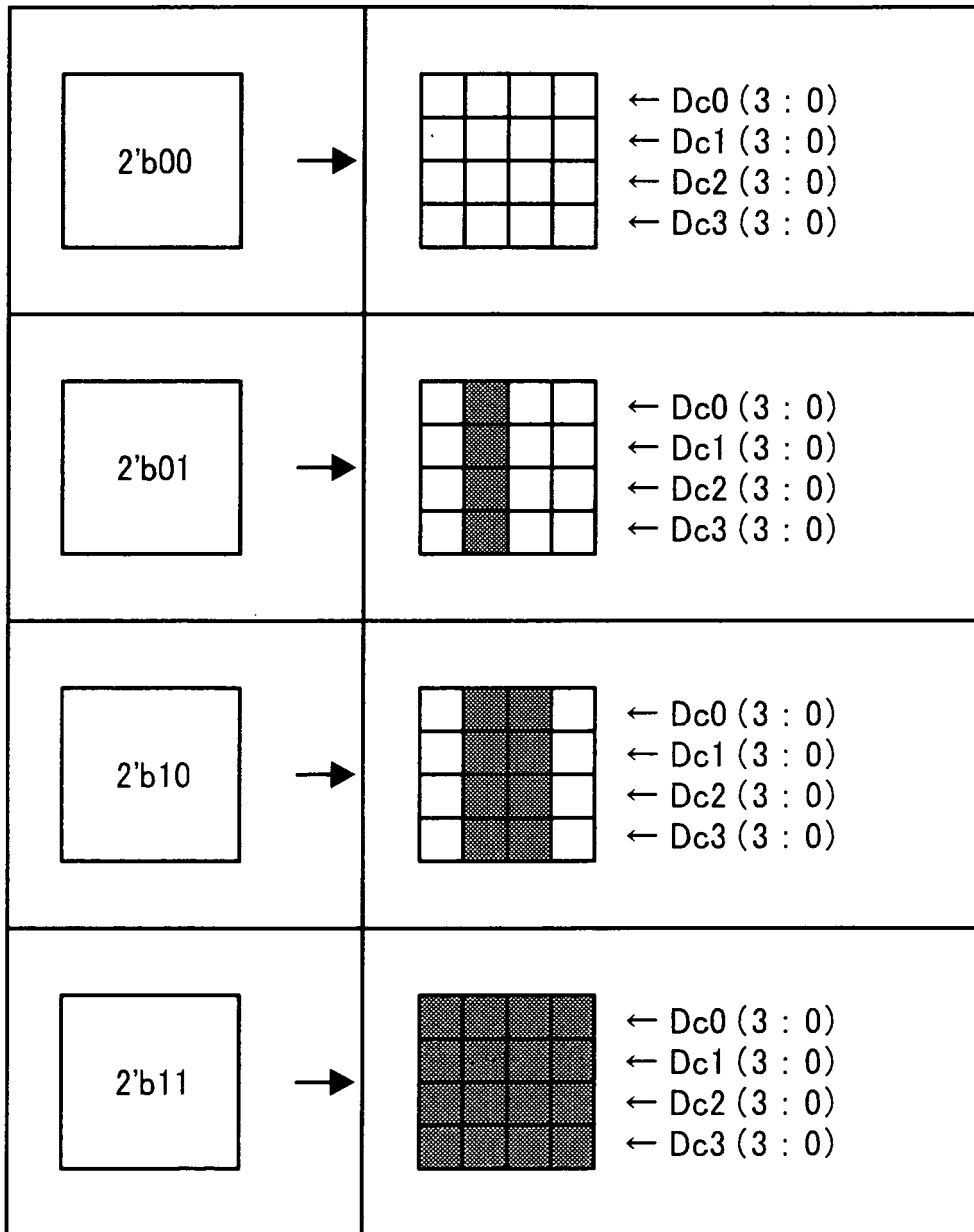 2'b00
← Dc0 (3 : 0)
← Dc1 (3 : 0)
← Dc2 (3 : 0)
← Dc3 (3 : 0)
2'b01
← Dc0 (3 : 0)
← Dc1 (3 : 0)
← Dc2 (3 : 0)
← Dc3 (3 : 0)
2'b10
← Dc0 (3 : 0)
← Dc1 (3 : 0)
← Dc2 (3 : 0)
← Dc3 (3 : 0)
2'b11
← Dc0 (3 : 0)
← Dc1 (3 : 0)
← Dc2 (3 : 0)
← Dc3 (3 : 0)